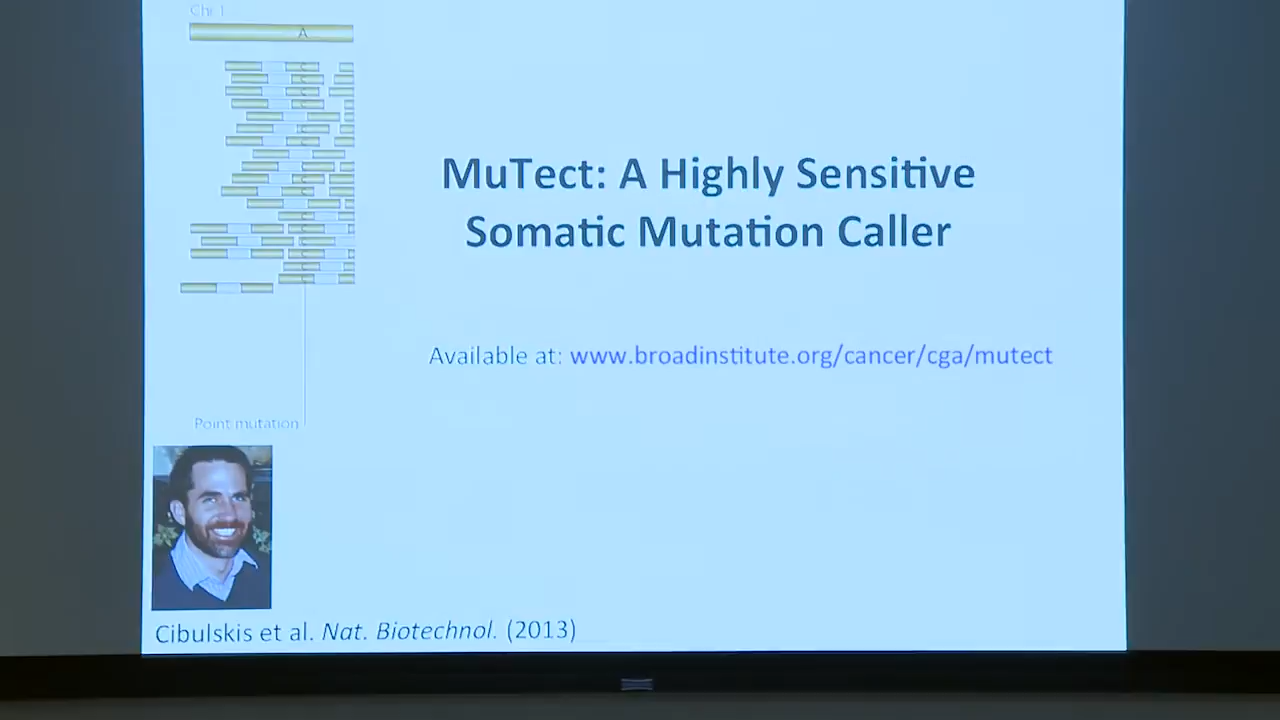 Chr 1
A
MuTect: A Highly Sensitive
Somatic Mutation Caller
Available at: www.broadinstitute.org/cancer/cga/mutect
Point mutation
Cibulskis et al. Nat. Biotechnol. (2013)